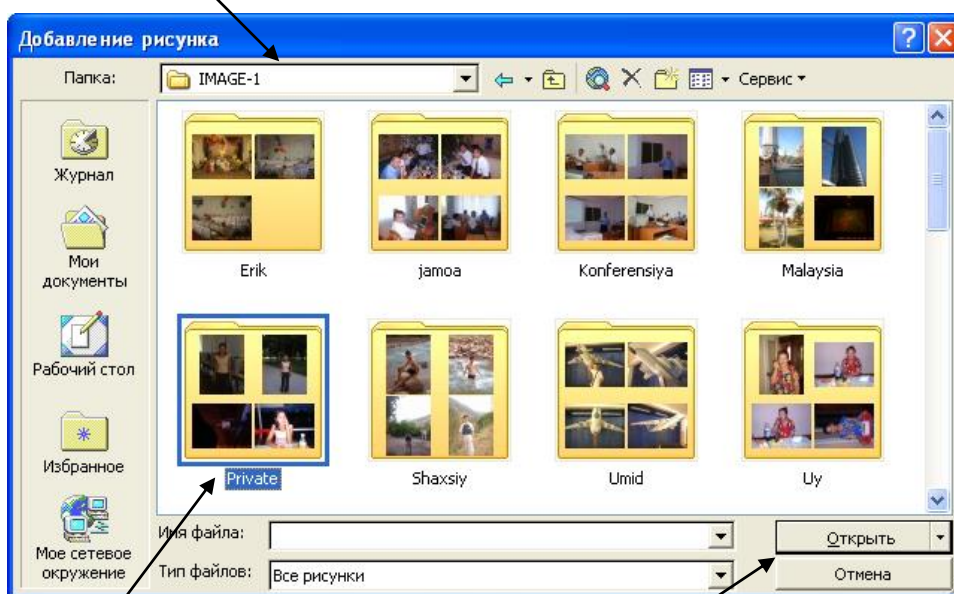 Добавление рисунка
Папка:
IMAGE-1
Сервис
Журнал
Мои
документы
Рабочий стол
Избранное
Мое сетевое
окружение
Erik
jamoa
Konferensiya
Malaysia
Private
Shaxsiy
Umid
Uy
Имя файла:
Открыть
Тип файлов:
Все рисунки
Отмена